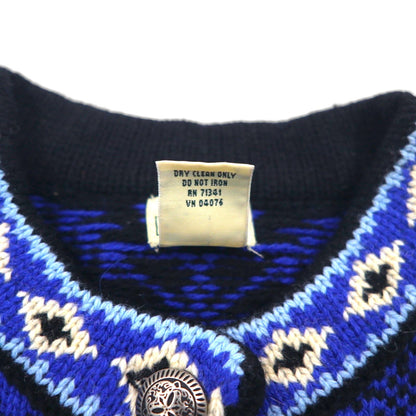 DRY CLEAN ONLY
DO NOT IRON
RN 71341
VN 04076